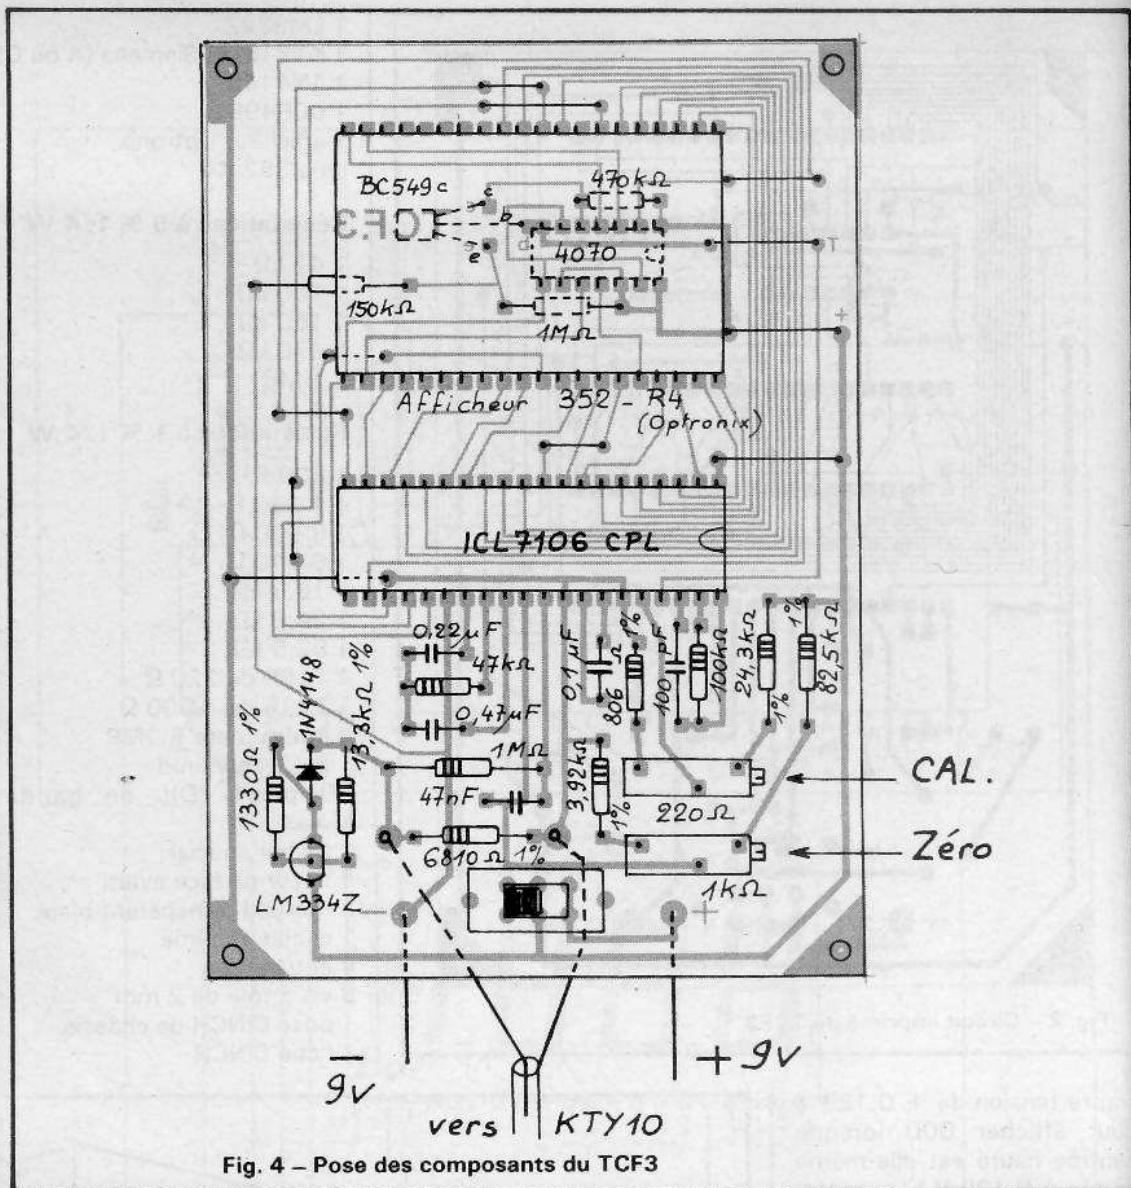 BC549c
c
b
e
470kΩ
TCF3
4070
150kΩ
1MΩ
T
+
Afficheur 352 - R4
(Optronix)
ICL7106 CPL
0,22µF
47kΩ
0,47µF
1MΩ
47nF
6810Ω 1%
1330Ω 1%
1N4148
13,3kΩ 1%
LM334Z
0,1µF
806Ω 1%
100pF
100kΩ
24,3kΩ 1%
82,5kΩ 1%
3,92kΩ 1%
220Ω
1kΩ
CAL.
Zéro
−
+
− 9v
+ 9v
vers KTY10
Fig. 4 – Pose des composants du TCF3